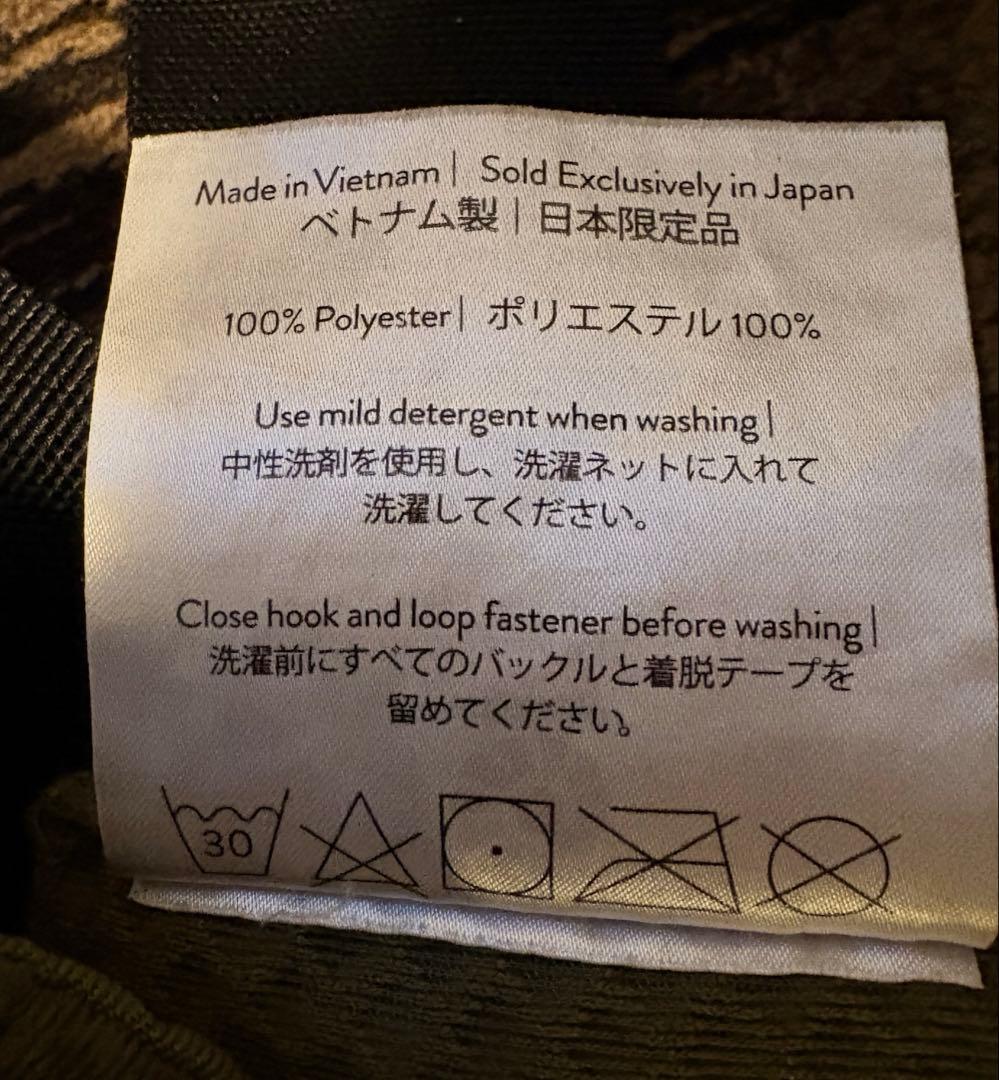 Made in Vietnam | Sold Exclusively in Japan
ベトナム製 | 日本限定品
100% Polyester | ポリエステル 100%
Use mild detergent when washing |
中性洗剤を使用し、洗濯ネットに入れて
洗濯してください。
Close hook and loop fastener before washing |
洗濯前にすべてのバックルと着脱テープを
留めてください。
30